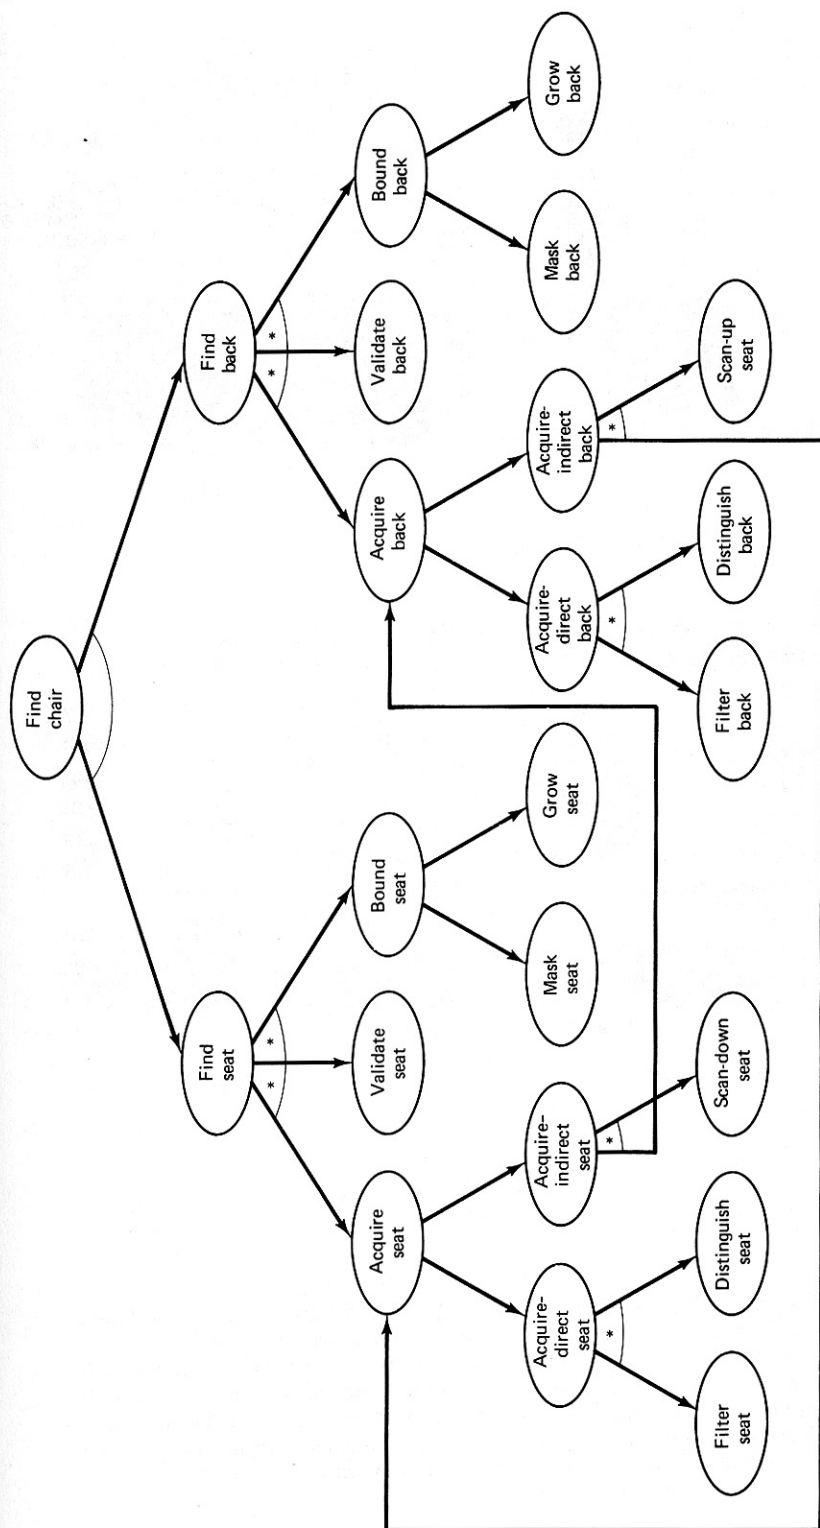 Find
chair
Find
seat
Find
back
Acquire
seat
Validate
seat
Bound
seat
Acquire
back
Validate
back
Bound
back
Acquire-
direct
seat
Acquire-
indirect
seat
Mask
seat
Grow
seat
Acquire-
direct
back
Acquire-
indirect
back
Mask
back
Grow
back
Filter
seat
Distinguish
seat
Scan-down
seat
Filter
back
Distinguish
back
Scan-up
seat
*
*
*
*
*
*
*
*